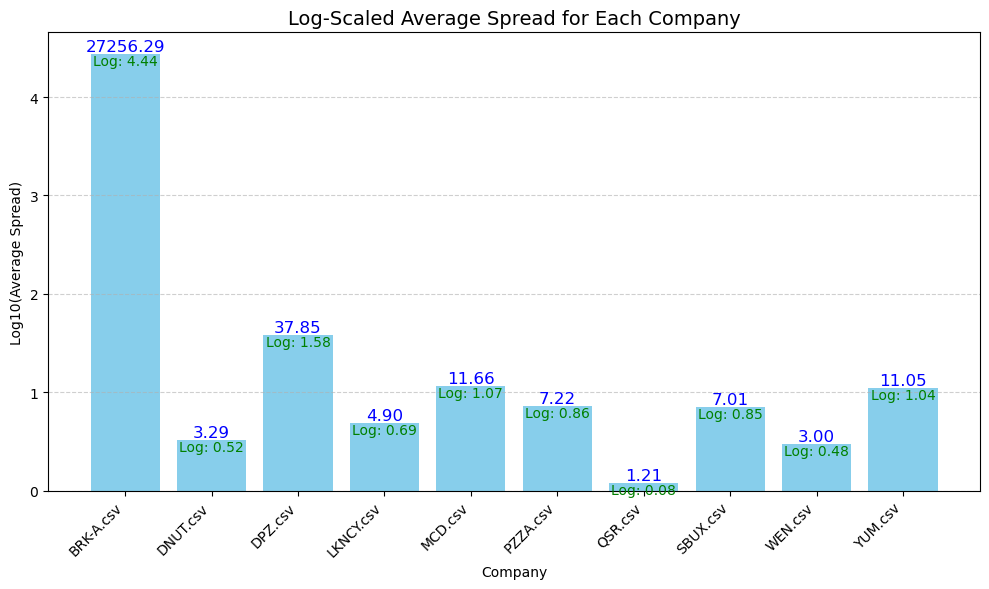 Log-Scaled Average Spread for Each Company
Log10(Average Spread)
4
3
2
1
0
27256.29
Log: 4.44
3.29
Log: 0.52
37.85
Log: 1.58
4.90
Log: 0.69
11.66
Log: 1.07
7.22
Log: 0.86
1.21
Log: 0.08
7.01
Log: 0.85
3.00
Log: 0.48
11.05
Log: 1.04
BRK-A.csv
DNUT.csv
DPZ.csv
LKNCY.csv
MCD.csv
PZZA.csv
QSR.csv
SBUX.csv
WEN.csv
YUM.csv
Company